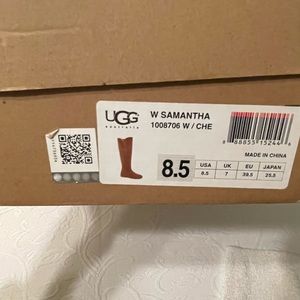 UGG
australia
W SAMANTHA
1008706 W / CHE
8.5
USA UK EU JAPAN
8.5 7 39.5 25.5
MADE IN CHINA